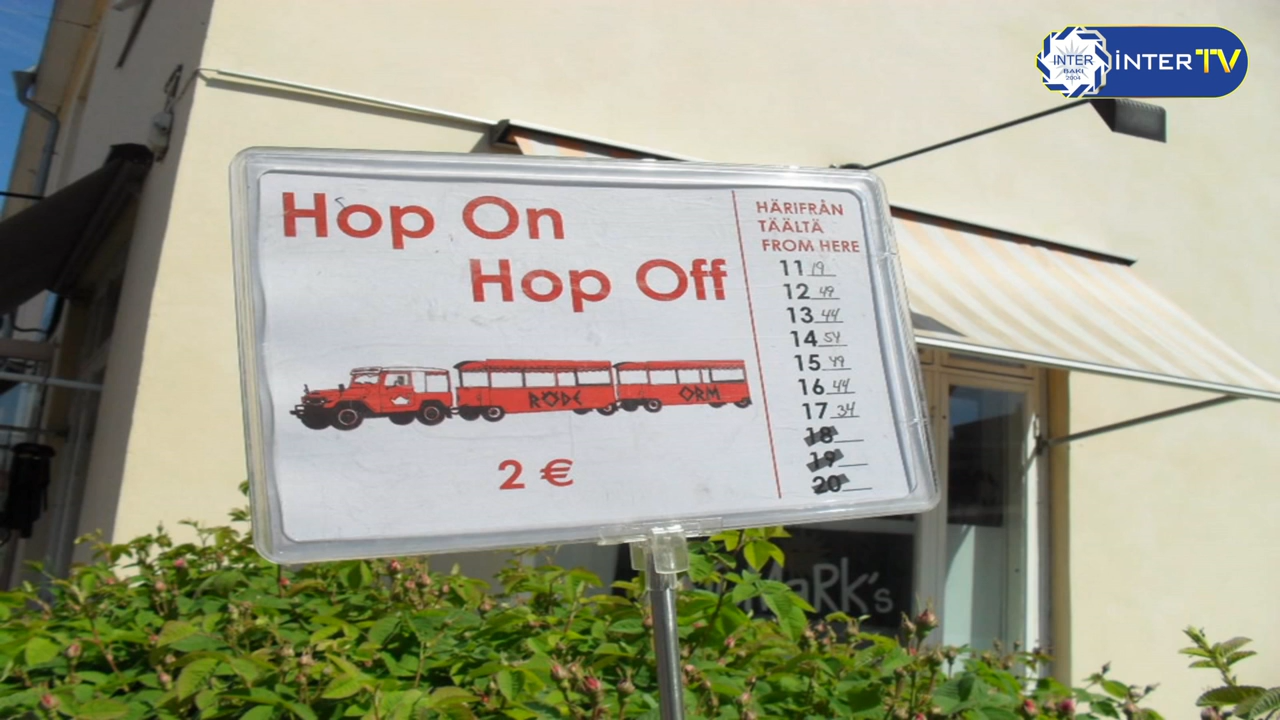 INTER
BAKI
2004
İNTER TV
Hop On
Hop Off
RÖDE ORM
2 €
HÄRIFRÅN
TÄÄLTÄ
FROM HERE
11 19
12 49
13 44
14 54
15 49
16 44
17 34
18
19
20
MaRK's